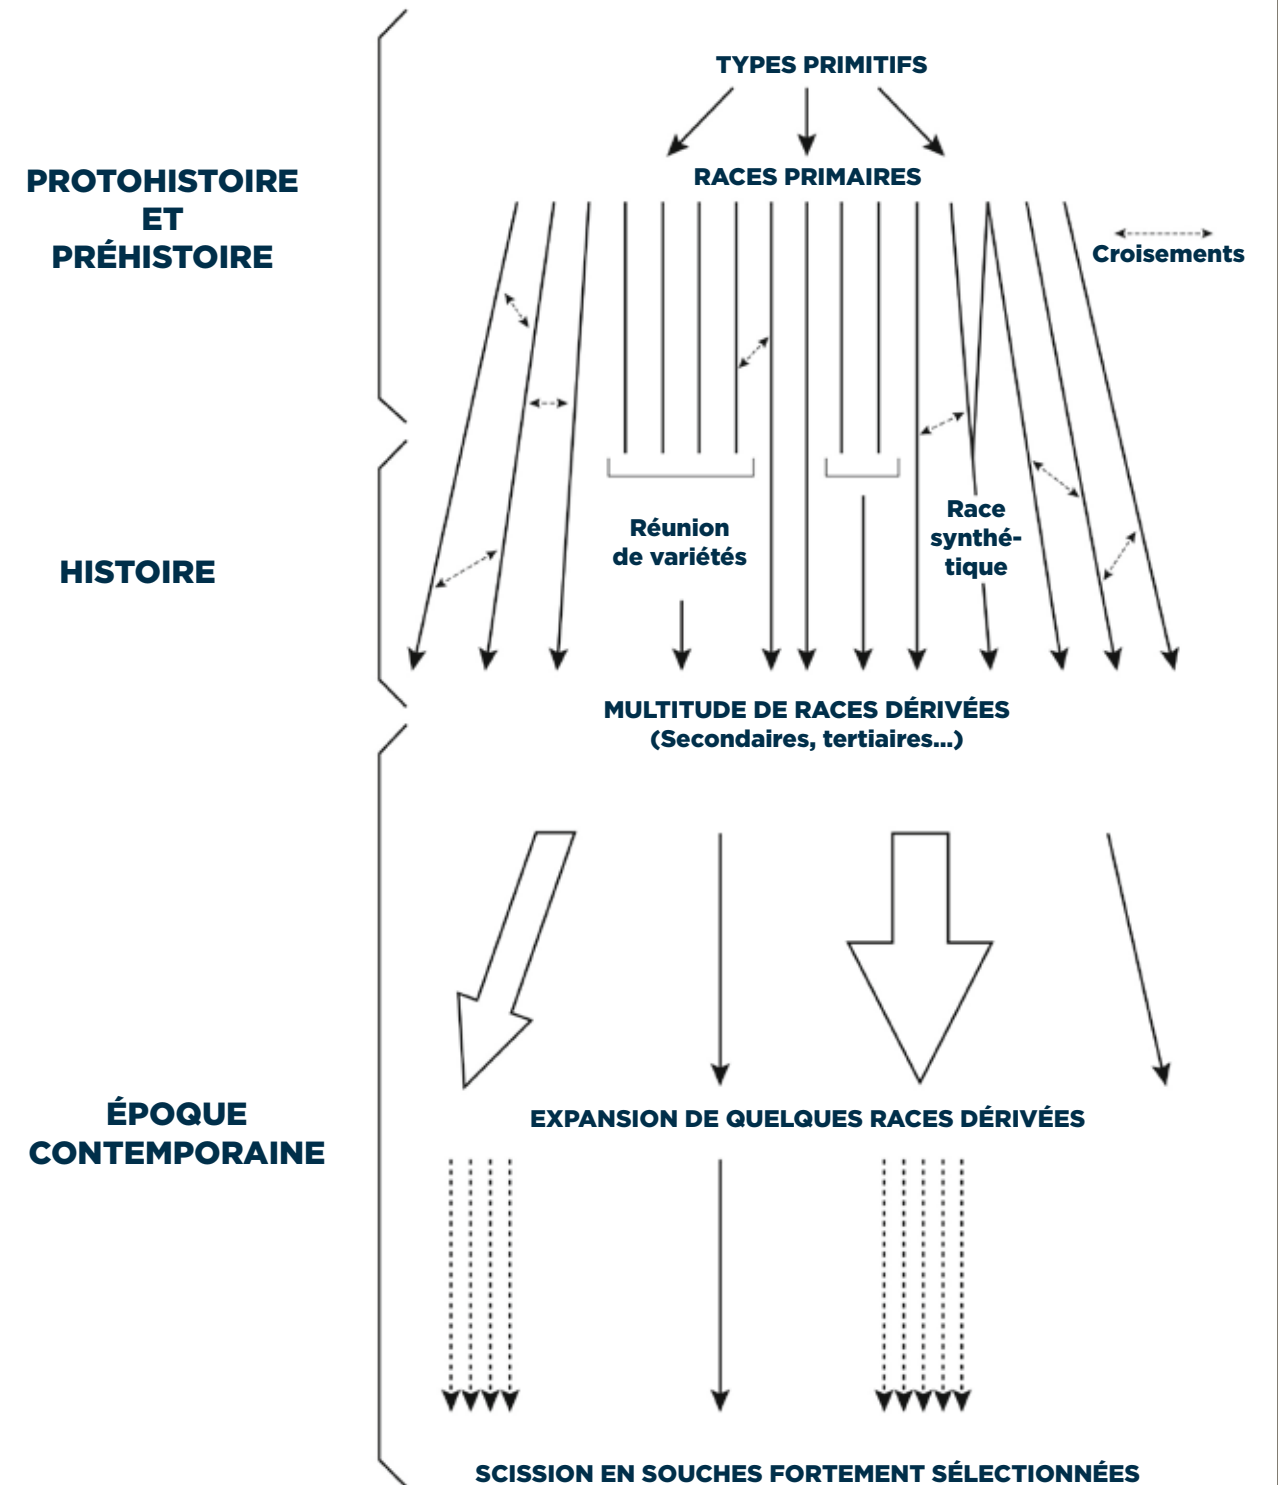 TYPES PRIMITIFS
RACES PRIMAIRES
PROTOHISTOIRE
ET
PRÉHISTOIRE
Croisements
Réunion
de variétés
Race
synthé-
tique
HISTOIRE
MULTITUDE DE RACES DÉRIVÉES
(Secondaires, tertiaires...)
EXPANSION DE QUELQUES RACES DÉRIVÉES
ÉPOQUE
CONTEMPORAINE
SCISSION EN SOUCHES FORTEMENT SÉLECTIONNÉES